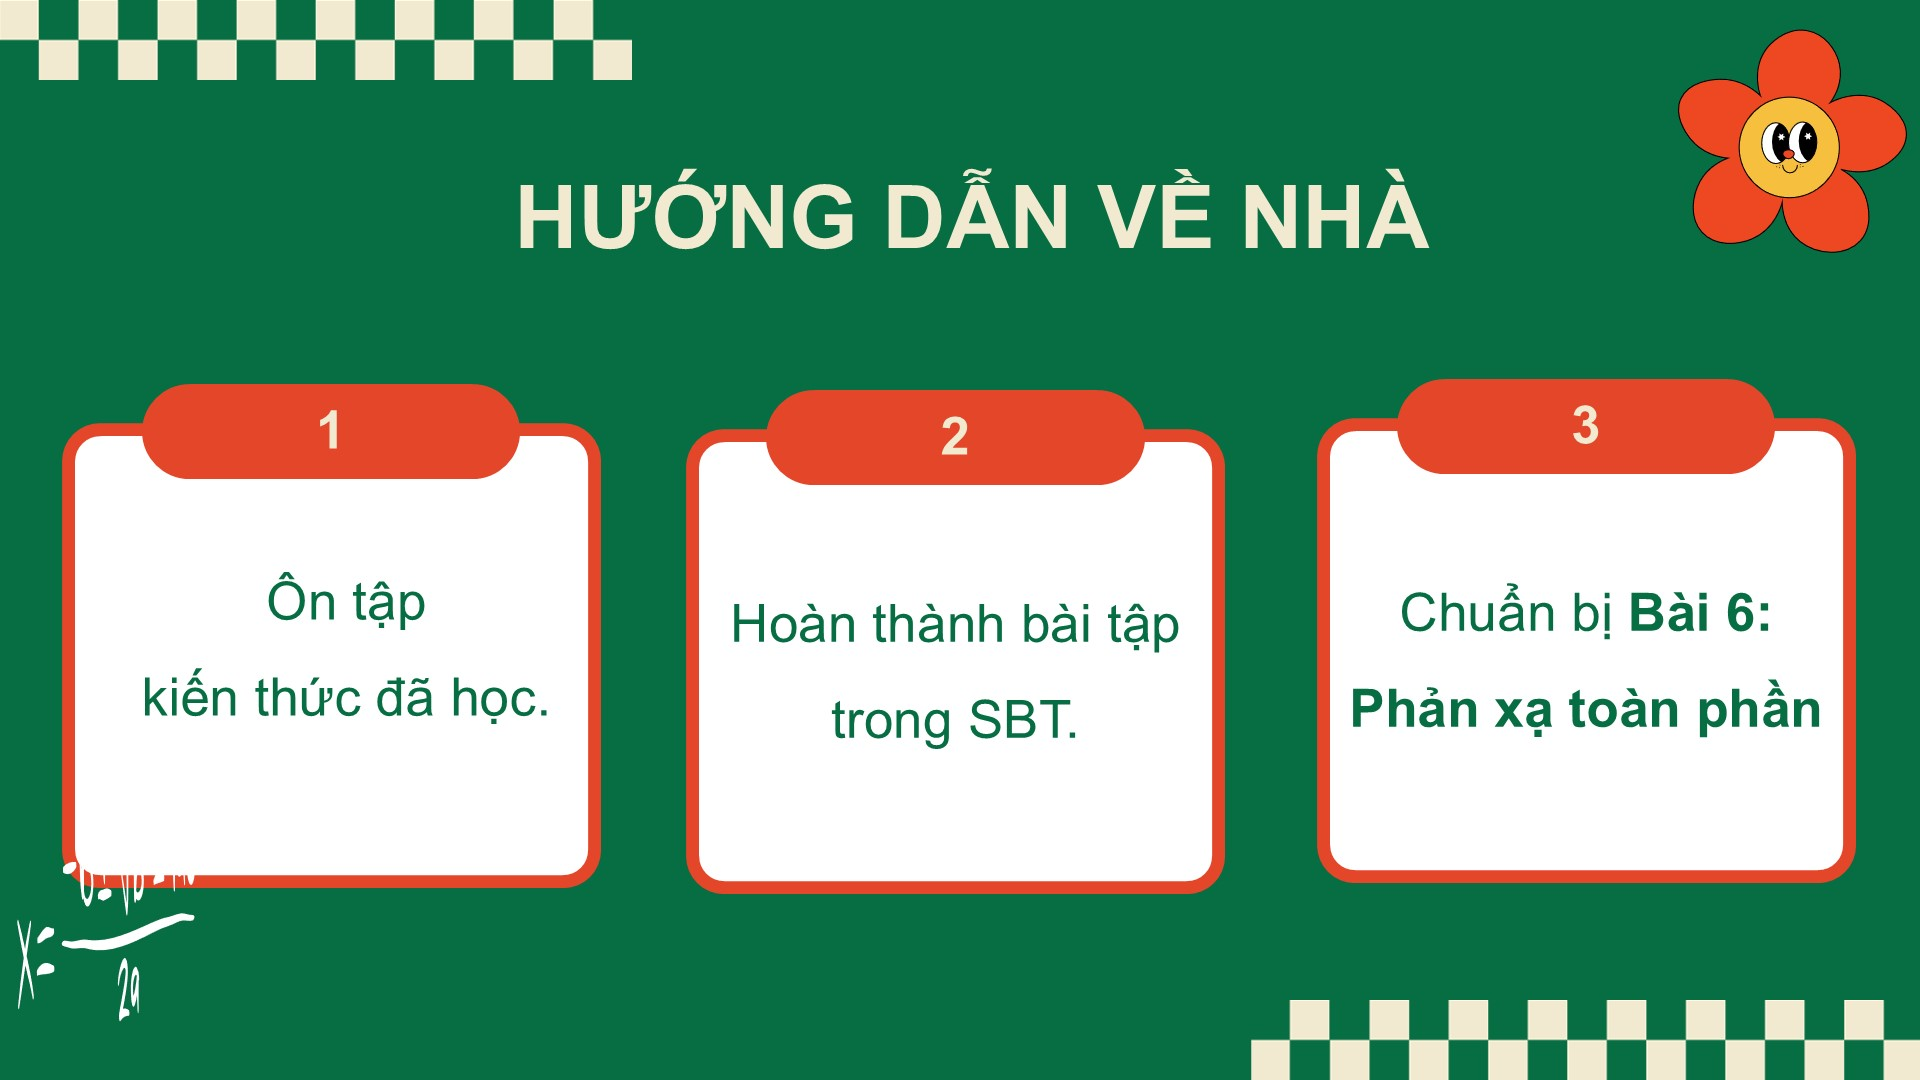 HƯỚNG DẪN VỀ NHÀ
1
Ôn tập
kiến thức đã học.
2
Hoàn thành bài tập
trong SBT.
3
Chuẩn bị Bài 6:
Phản xạ toàn phần
X=
2a